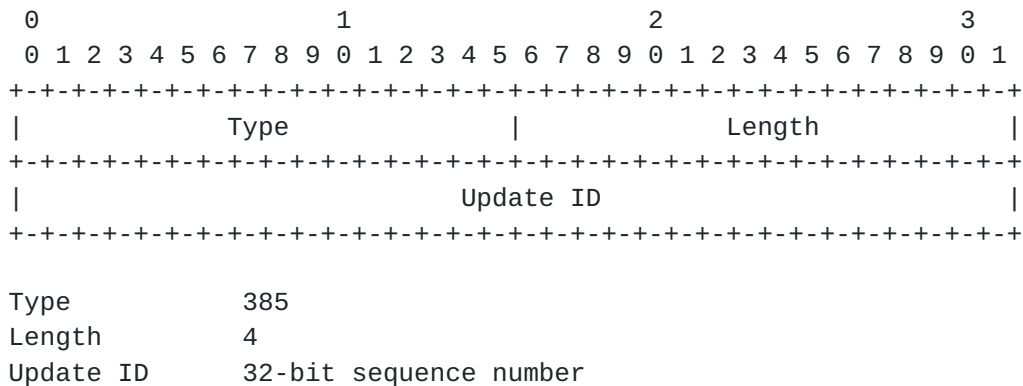 0                   1                   2                   3
 0 1 2 3 4 5 6 7 8 9 0 1 2 3 4 5 6 7 8 9 0 1 2 3 4 5 6 7 8 9 0 1
+-+-+-+-+-+-+-+-+-+-+-+-+-+-+-+-+-+-+-+-+-+-+-+-+-+-+-+-+-+-+-+-+
|             Type              |             Length            |
+-+-+-+-+-+-+-+-+-+-+-+-+-+-+-+-+-+-+-+-+-+-+-+-+-+-+-+-+-+-+-+-+
|                            Update ID                          |
+-+-+-+-+-+-+-+-+-+-+-+-+-+-+-+-+-+-+-+-+-+-+-+-+-+-+-+-+-+-+-+-+

Type           385
Length         4
Update ID      32-bit sequence number